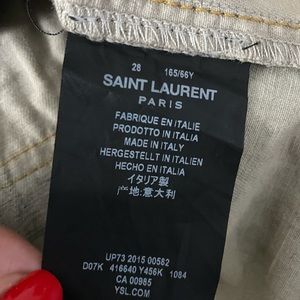 28 165/66Y
SAINT LAURENT
PARIS
FABRIQUE EN ITALIE
PRODOTTO IN ITALIA
MADE IN ITALY
HERGESTELLT IN ITALIEN
HECHO EN ITALIA
イタリア製
产地:意大利
UP73 2015 00582
D07K 416640 Y456K 1084
CA 00985
YSL.COM